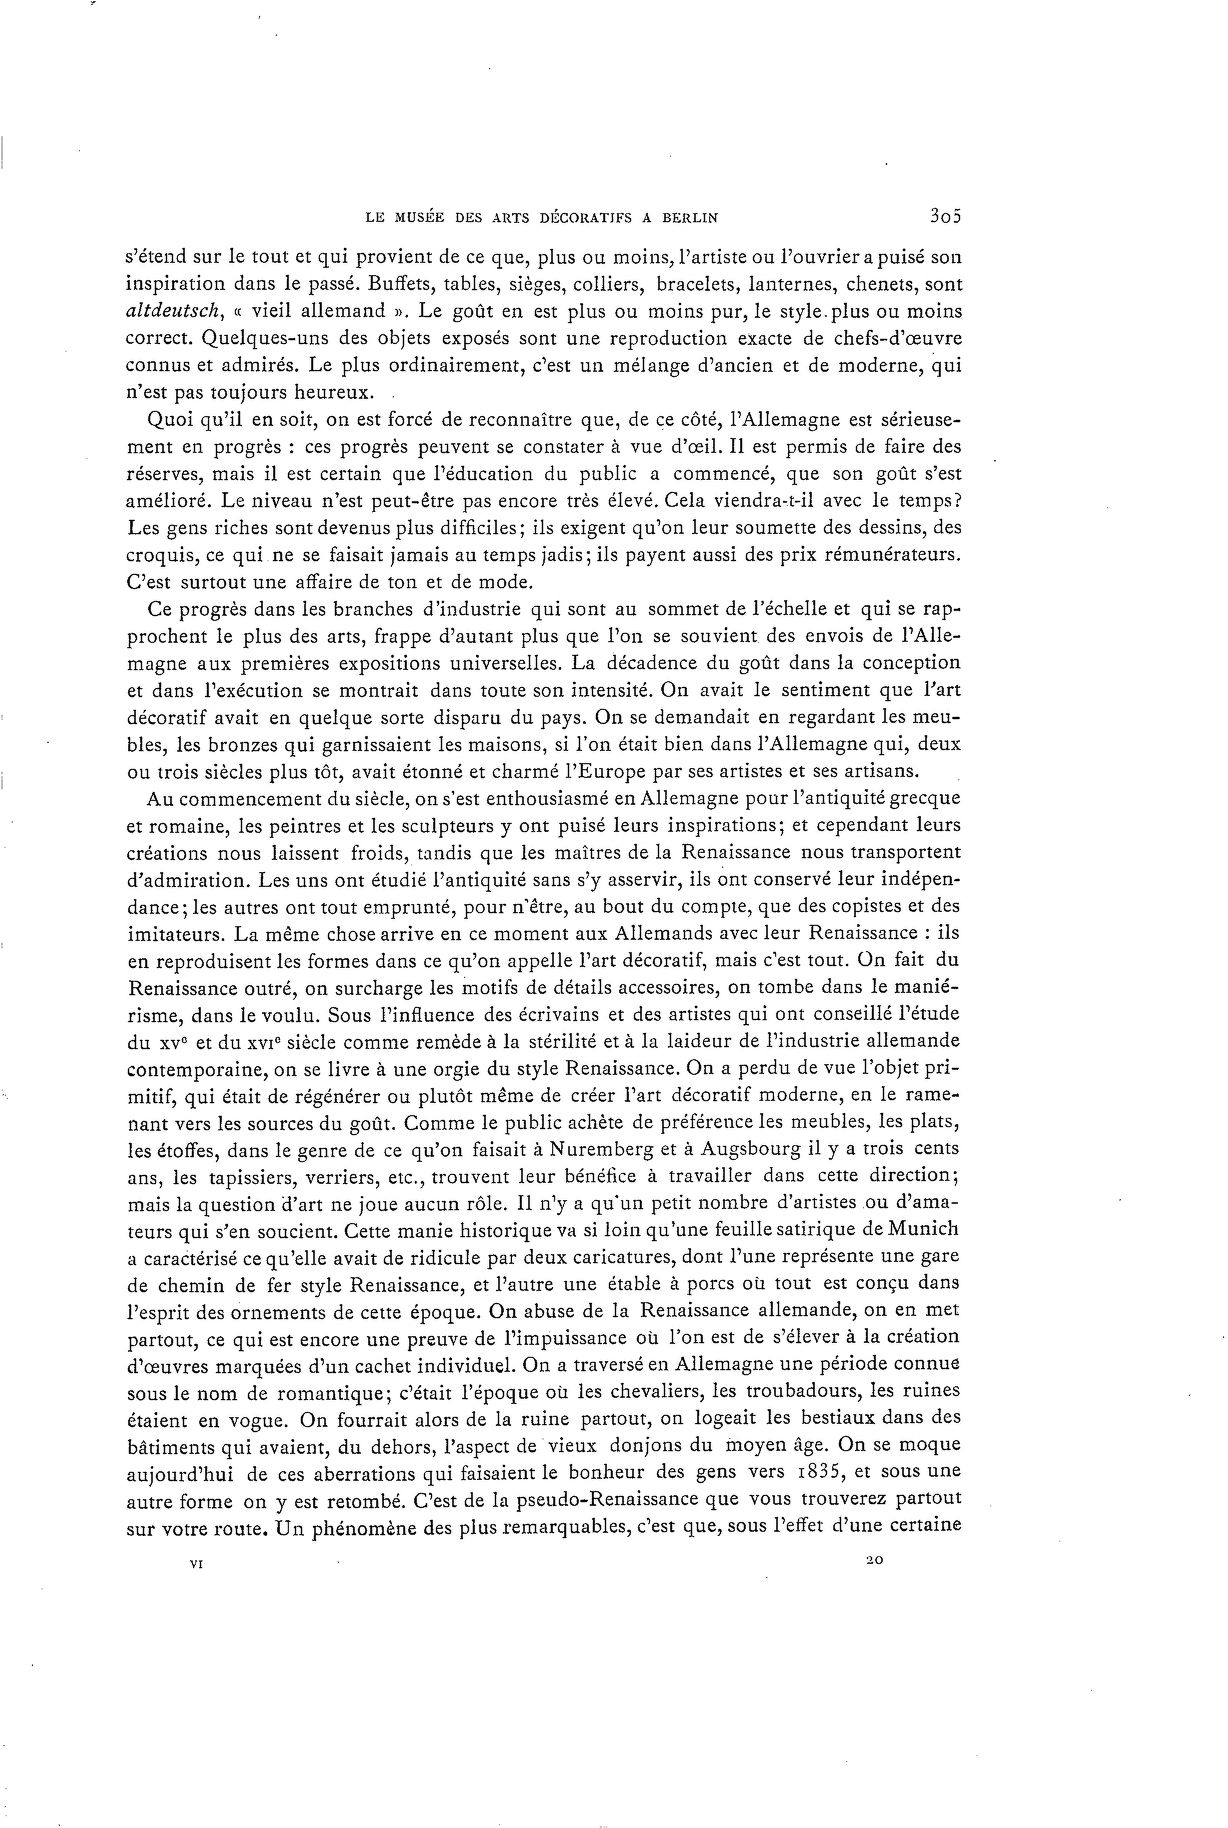 LE MUSÉE DES ARTS DÉCORATIFS A BERLIN 305
s'étend sur le tout et qui provient de ce que, plus ou moins, l'artiste ou l'ouvrier a puisé son
inspiration dans le passé. Buffets, tables, sièges, colliers, bracelets, lanternes, chenets, sont
altdeutsch, « vieil allemand ». Le goût en est plus ou moins pur, le style plus ou moins
correct. Quelques-uns des objets exposés sont une reproduction exacte de chefs-d'œuvre
connus et admirés. Le plus ordinairement, c'est un mélange d'ancien et de moderne, qui
n'est pas toujours heureux.
Quoi qu'il en soit, on est forcé de reconnaître que, de ce côté, l'Allemagne est sérieuse-
ment en progrès : ces progrès peuvent se constater à vue d'œil. Il est permis de faire des
réserves, mais il est certain que l'éducation du public a commencé, que son goût s'est
amélioré. Le niveau n'est peut-être pas encore très élevé. Cela viendra-t-il avec le temps?
Les gens riches sont devenus plus difficiles; ils exigent qu'on leur soumette des dessins, des
croquis, ce qui ne se faisait jamais au temps jadis; ils payent aussi des prix rémunérateurs.
C'est surtout une affaire de ton et de mode.
Ce progrès dans les branches d'industrie qui sont au sommet de l'échelle et qui se rap-
prochent le plus des arts, frappe d'autant plus que l'on se souvient des envois de l'Alle-
magne aux premières expositions universelles. La décadence du goût dans la conception
et dans l'exécution se montrait dans toute son intensité. On avait le sentiment que l'art
décoratif avait en quelque sorte disparu du pays. On se demandait en regardant les meu-
bles, les bronzes qui garnissaient les maisons, si l'on était bien dans l'Allemagne qui, deux
ou trois siècles plus tôt, avait étonné et charmé l'Europe par ses artistes et ses artisans.
Au commencement du siècle, on s'est enthousiasmé en Allemagne pour l'antiquité grecque
et romaine, les peintres et les sculpteurs y ont puisé leurs inspirations; et cependant leurs
créations nous laissent froids, tandis que les maîtres de la Renaissance nous transportent
d'admiration. Les uns ont étudié l'antiquité sans s'y asservir, ils ont conservé leur indépen-
dance; les autres ont tout emprunté, pour n'être, au bout du compte, que des copistes et des
imitateurs. La même chose arrive en ce moment aux Allemands avec leur Renaissance : ils
en reproduisent les formes dans ce qu'on appelle l'art décoratif, mais c'est tout. On fait du
Renaissance outré, on surcharge les motifs de détails accessoires, on tombe dans le manié-
risme, dans le voulu. Sous l'influence des écrivains et des artistes qui ont conseillé l'étude
du XVe et du XVIe siècle comme remède à la stérilité et à la laideur de l'industrie allemande
contemporaine, on se livre à une orgie du style Renaissance. On a perdu de vue l'objet pri-
mitif, qui était de régénérer ou plutôt même de créer l'art décoratif moderne, en le rame-
nant vers les sources du goût. Comme le public achète de préférence les meubles, les plats,
les étoffes, dans le genre de ce qu'on faisait à Nuremberg et à Augsbourg il y a trois cents
ans, les tapissiers, verriers, etc., trouvent leur bénéfice à travailler dans cette direction;
mais la question d'art ne joue aucun rôle. Il n'y a qu'un petit nombre d'artistes ou d'ama-
teurs qui s'en soucient. Cette manie historique va si loin qu'une feuille satirique de Munich
a caractérisé ce qu'elle avait de ridicule par deux caricatures, dont l'une représente une gare
de chemin de fer style Renaissance, et l'autre une étable à porcs où tout est conçu dans
l'esprit des ornements de cette époque. On abuse de la Renaissance allemande, on en met
partout, ce qui est encore une preuve de l'impuissance où l'on est de s'élever à la création
d'œuvres marquées d'un cachet individuel. On a traversé en Allemagne une période connue
sous le nom de romantique; c'était l'époque où les chevaliers, les troubadours, les ruines
étaient en vogue. On fourrait alors de la ruine partout, on logeait les bestiaux dans des
bâtiments qui avaient, du dehors, l'aspect de vieux donjons du moyen âge. On se moque
aujourd'hui de ces aberrations qui faisaient le bonheur des gens vers 1835, et sous une
autre forme on y est retombé. C'est de la pseudo-Renaissance que vous trouverez partout
sur votre route. Un phénomène des plus remarquables, c'est que, sous l'effet d'une certaine
VI 20